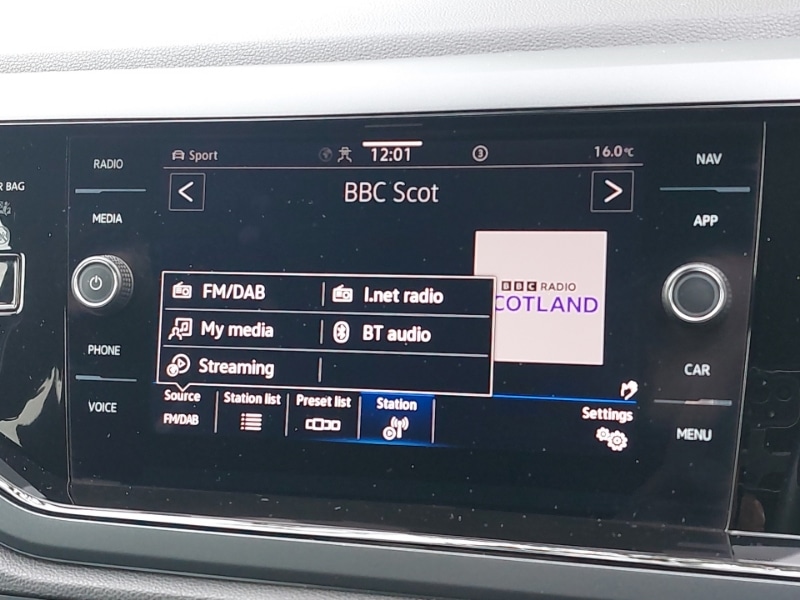 RADIO
Sport
12:01
3
16.0°C
NAV
R BAG
MEDIA
BBC Scot
APP
BBC RADIO
COTLAND
FM/DAB
I.net radio
My media
BT audio
Streaming
PHONE
CAR
VOICE
Source
FM/DAB
Station list
Preset list
Station
Settings
MENU